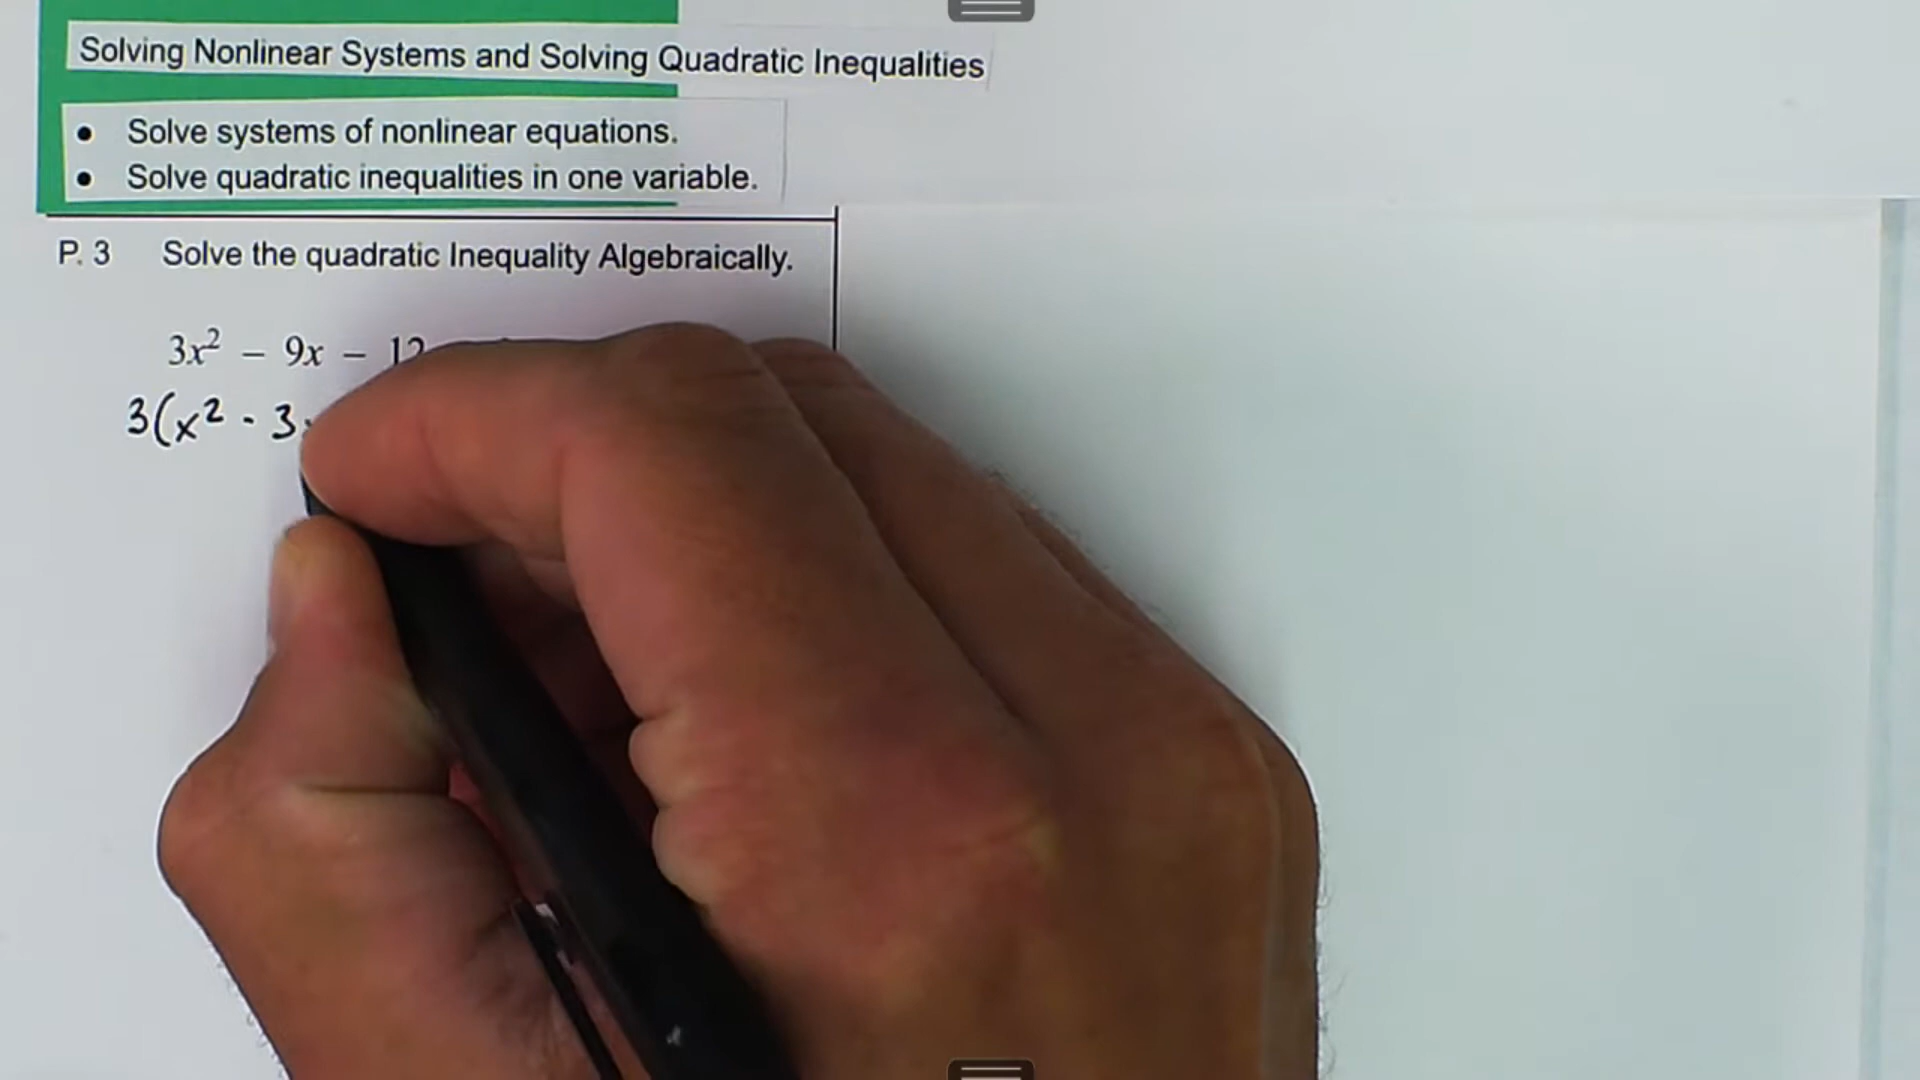 Solving Nonlinear Systems and Solving Quadratic Inequalities
• Solve systems of nonlinear equations.
• Solve quadratic inequalities in one variable.
P. 3 Solve the quadratic Inequality Algebraically.
3x² − 9x − 12
3(x² - 3